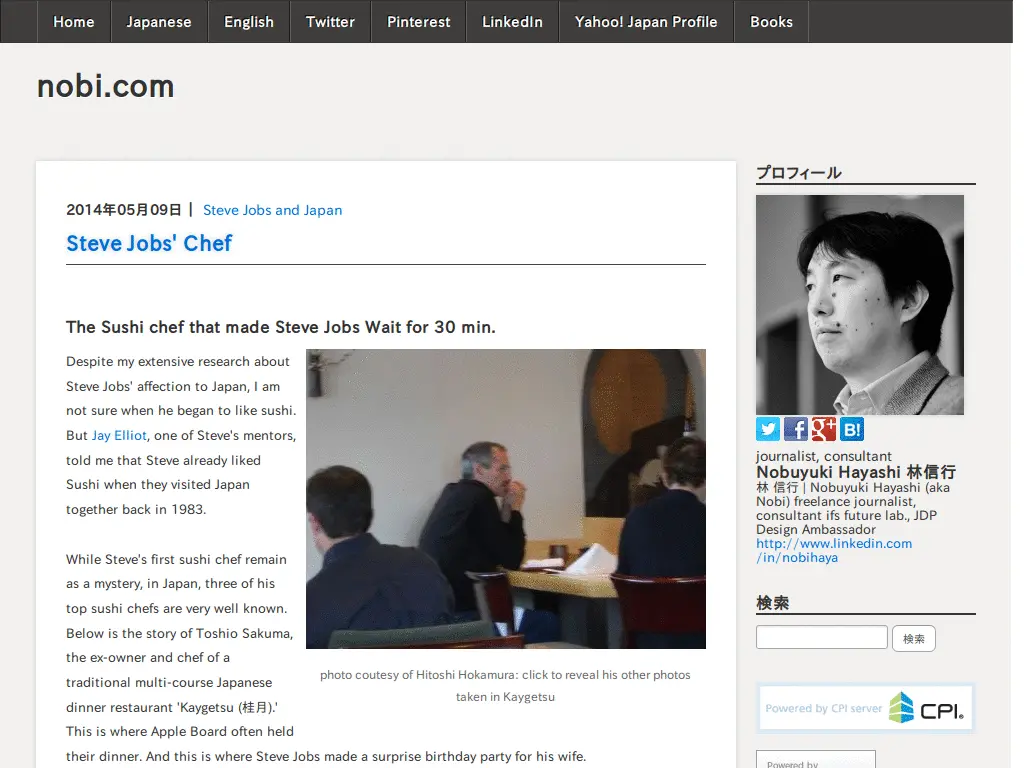 Home Japanese English Twitter Pinterest LinkedIn Yahoo! Japan Profile Books
nobi.com
2014年05月09日 | Steve Jobs and Japan
Steve Jobs' Chef
The Sushi chef that made Steve Jobs Wait for 30 min.
Despite my extensive research about
Steve Jobs' affection to Japan, I am
not sure when he began to like sushi.
But Jay Elliot, one of Steve's mentors,
told me that Steve already liked
Sushi when they visited Japan
together back in 1983.
While Steve's first sushi chef remain
as a mystery, in Japan, three of his
top sushi chefs are very well known.
Below is the story of Toshio Sakuma,
the ex-owner and chef of a
traditional multi-course Japanese
dinner restaurant 'Kaygetsu (桂月).'
This is where Apple Board often held
their dinner. And this is where Steve Jobs made a surprise birthday party for his wife.
photo coutesy of Hitoshi Hokamura: click to reveal his other photos
taken in Kaygetsu
プロフィール
f g+ B!
journalist, consultant
Nobuyuki Hayashi 林信行
林 信行 | Nobuyuki Hayashi (aka
Nobi) freelance journalist,
consultant ifs future lab., JDP
Design Ambassador
http://www.linkedin.com
/in/nobihaya
検索
検索
Powered by CPI server CPI.
Powered by